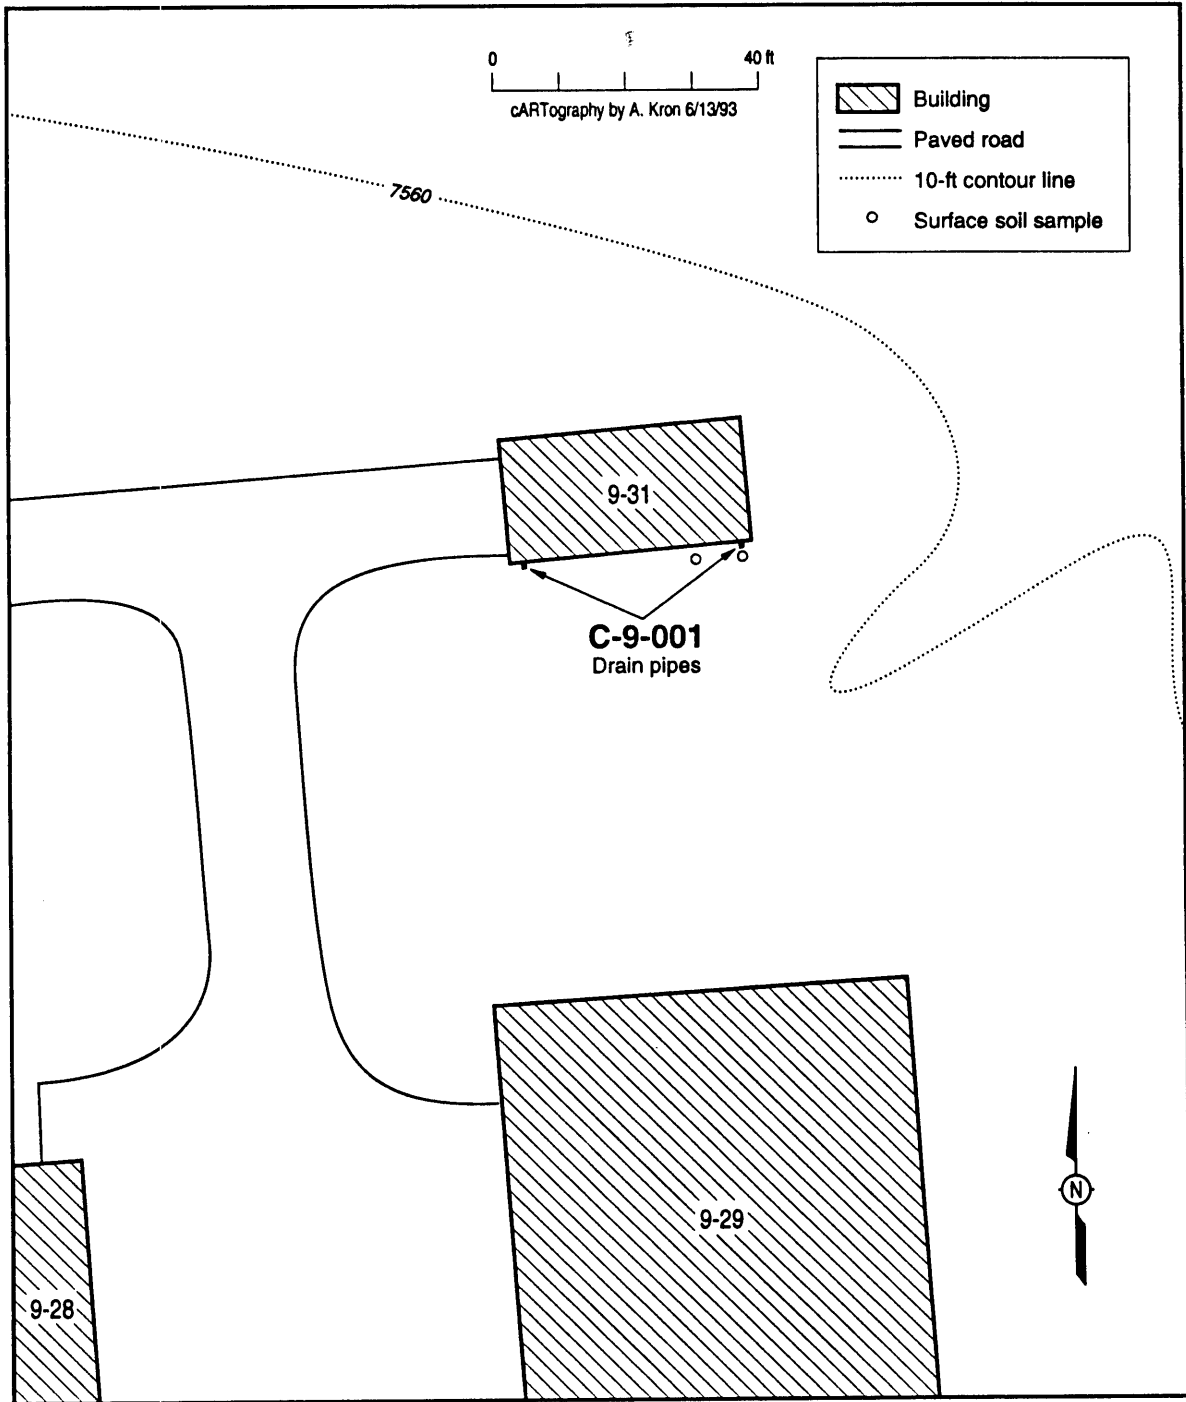 0 40 ft
cARTography by A. Kron 6/13/93
Building
Paved road
10-ft contour line
Surface soil sample
7560
9-31
C-9-001
Drain pipes
N
9-29
9-28